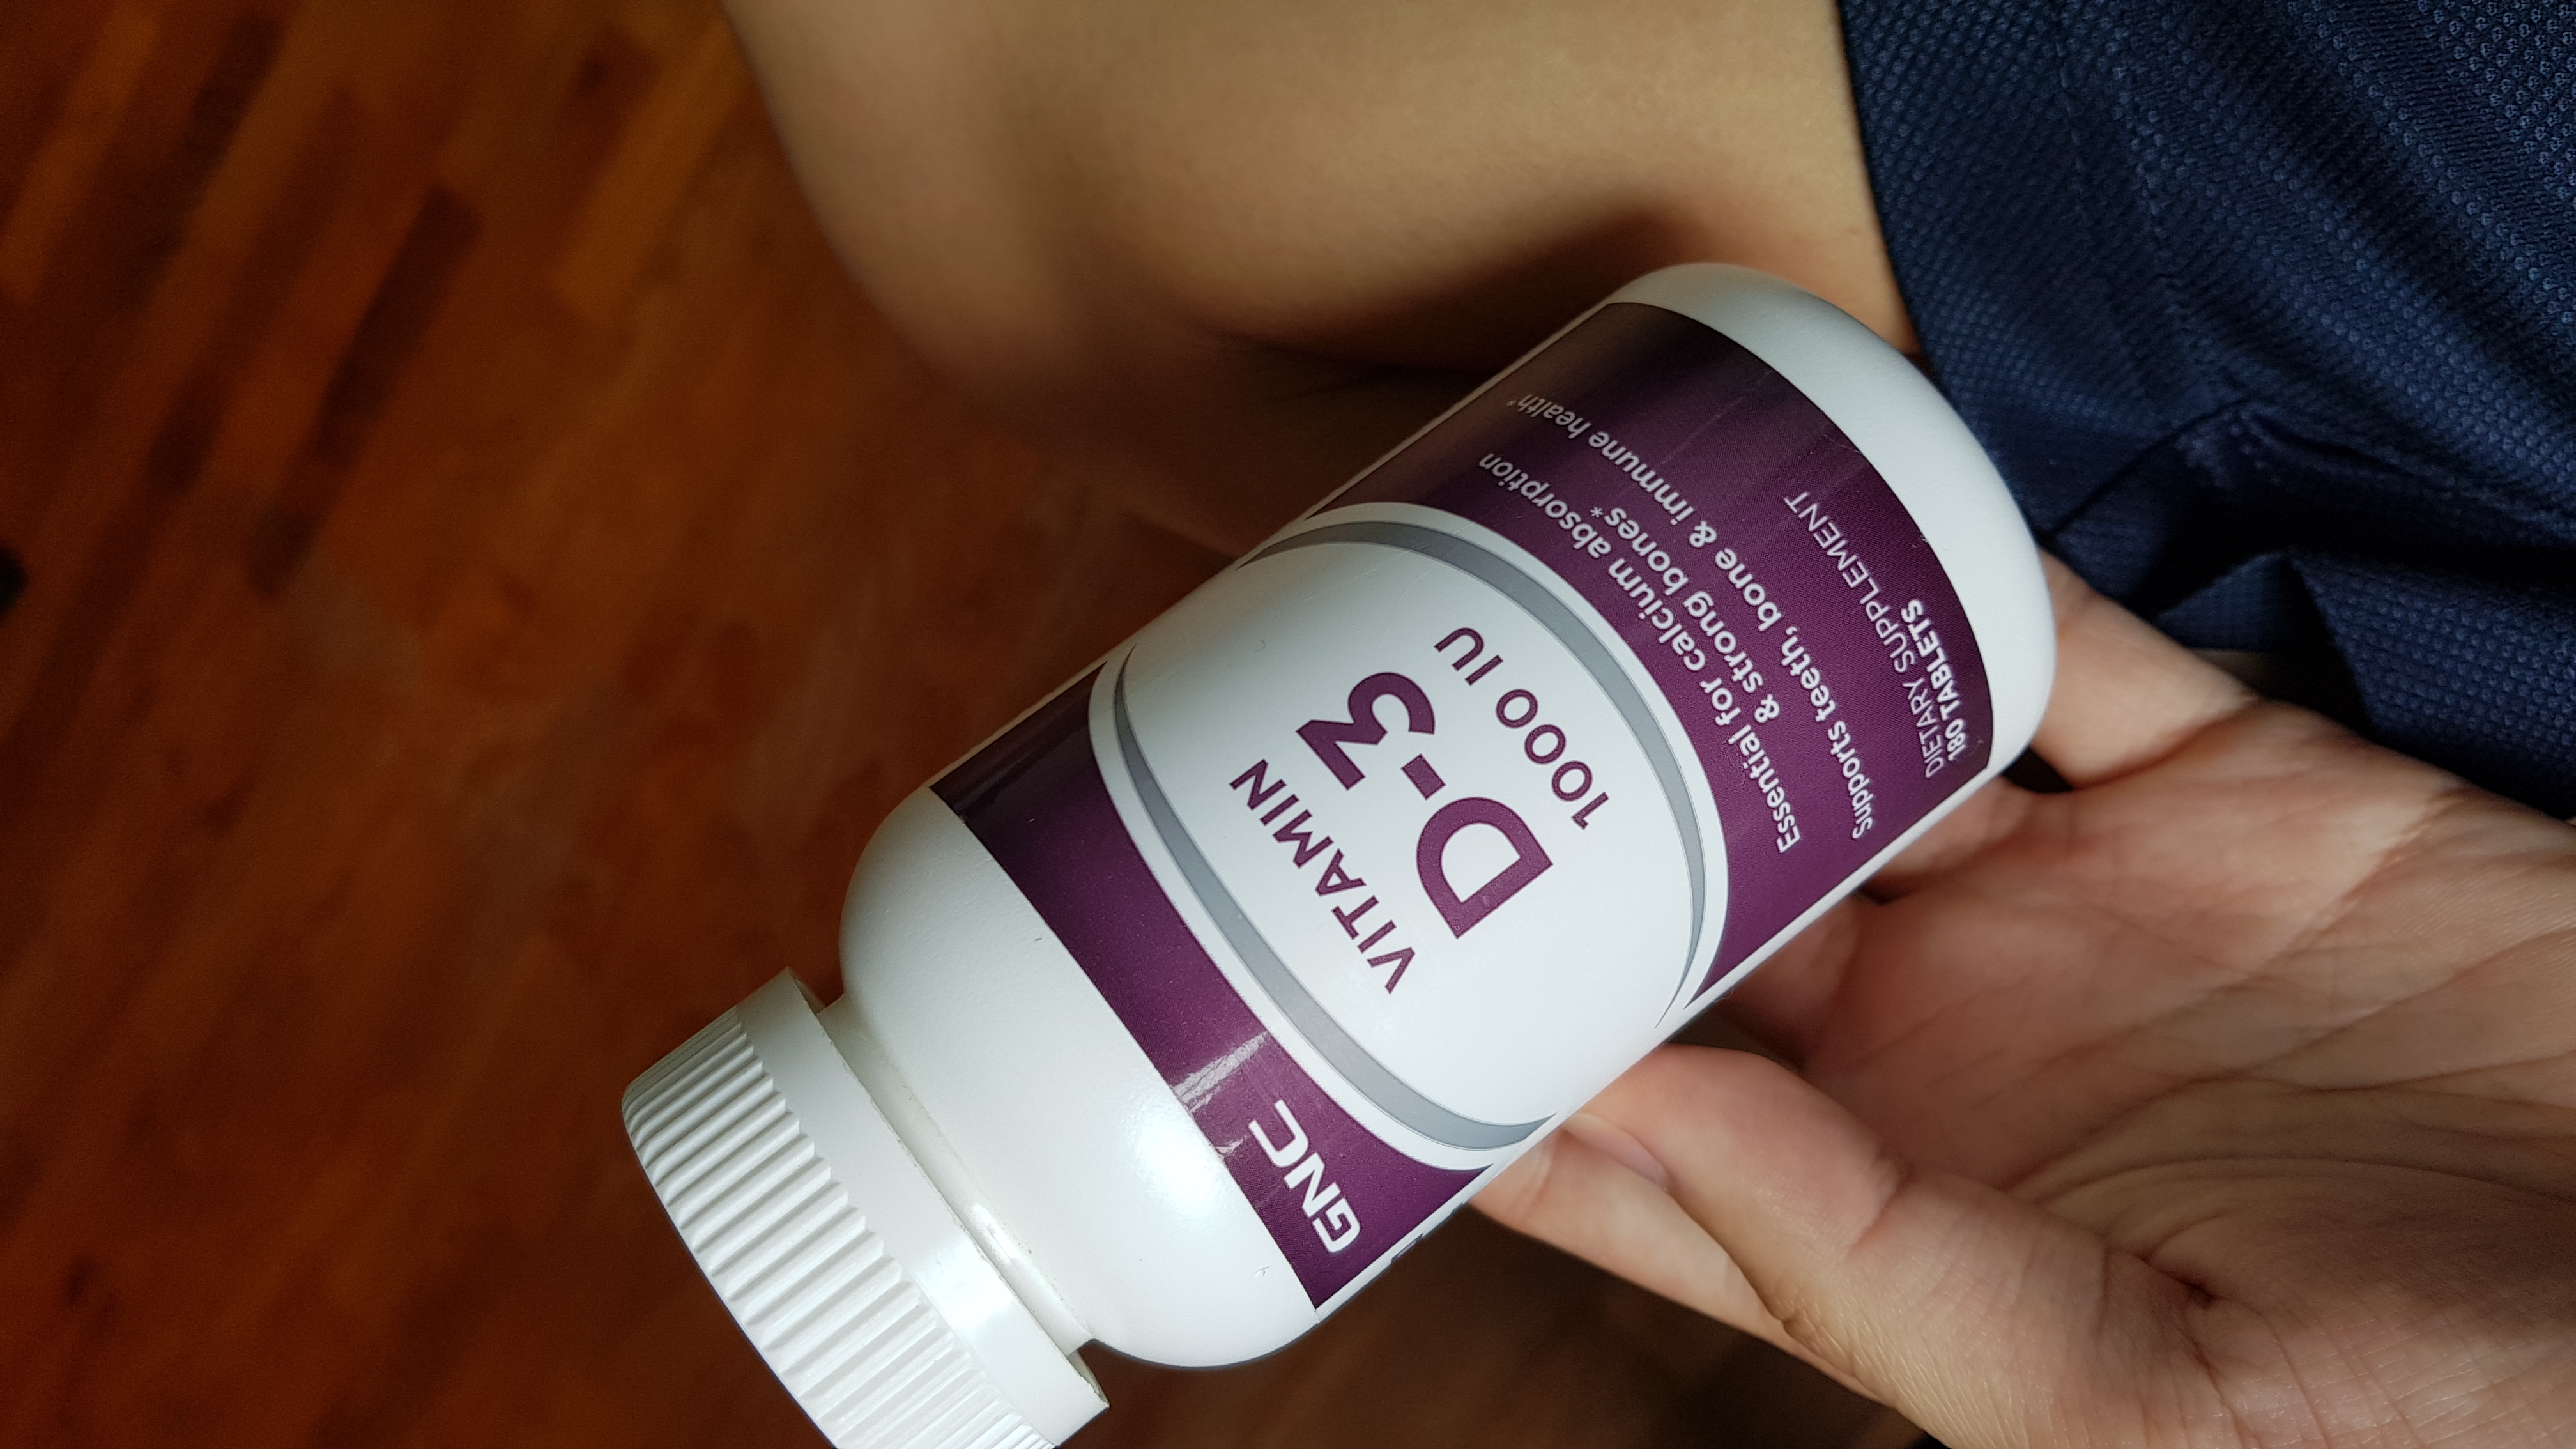 GNC
VITAMIN
D-3
1000 IU
Essential for calcium absorption
& strong bones*
Supports teeth, bone & immune health*
DIETARY SUPPLEMENT
180 TABLETS